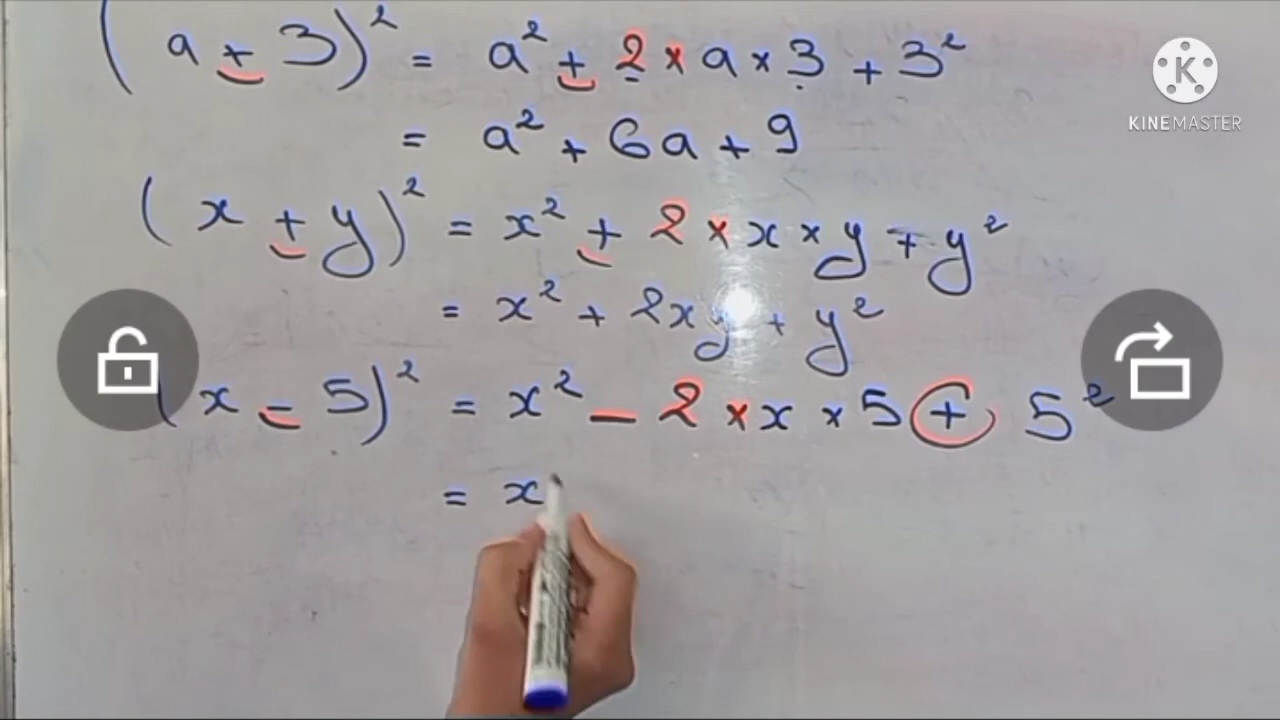 (a + 3)² = a² + 2 × a × 3 + 3²
= a² + 6a + 9
(x + y)² = x² + 2 × x × y + y²
= x² + 2xy + y²
(x - 5)² = x² - 2 × x × 5 + 5²
= x
K
KINEMASTER